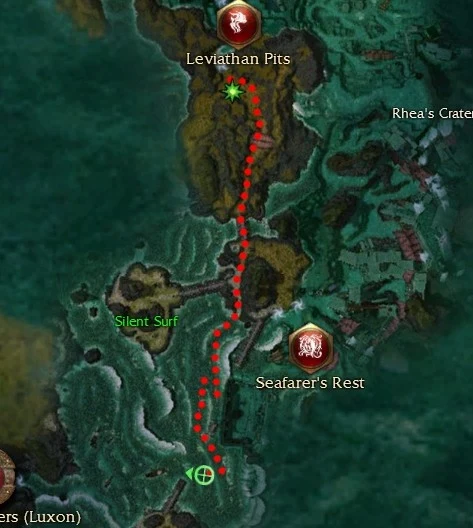 Leviathan Pits
Rhea's Crater
Silent Surf
Seafarer's Rest
ers (Luxon)